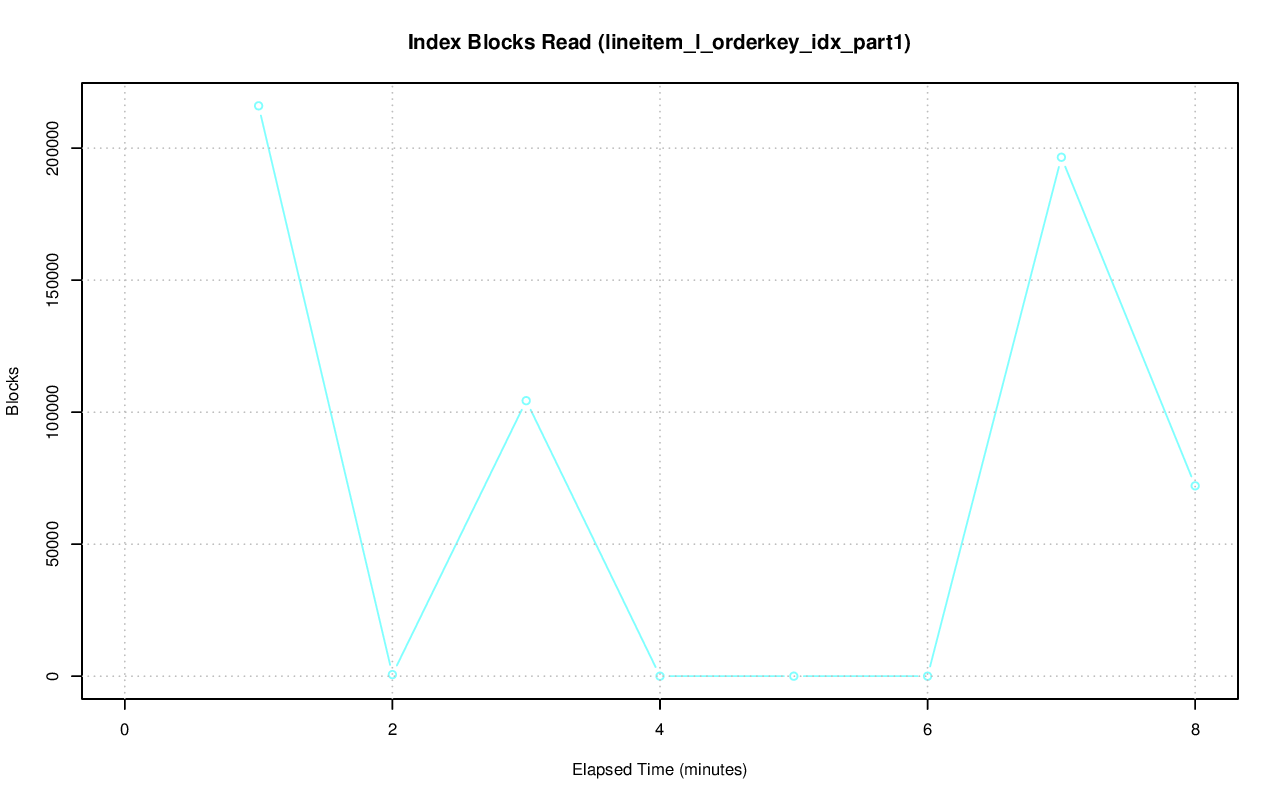 Index Blocks Read (lineitem_l_orderkey_idx_part1)
200000
150000
100000
50000
0
Blocks
0 2 4 6 8
Elapsed Time (minutes)